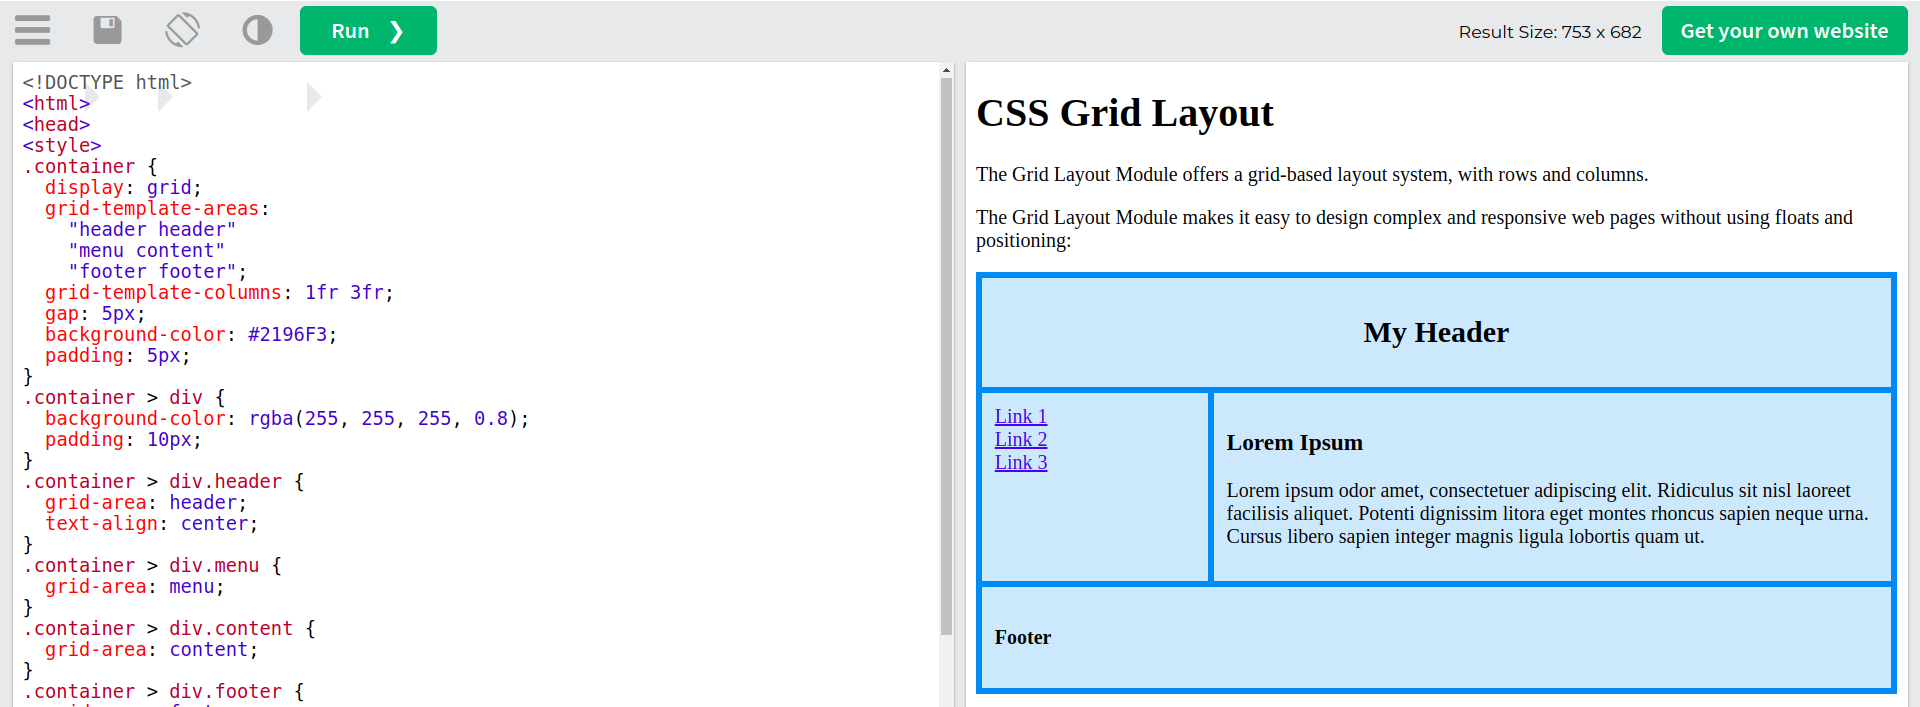 Run ❯
Result Size: 753 x 682
Get your own website
<!DOCTYPE html>
<html>
<head>
<style>
.container {
  display: grid;
  grid-template-areas:
    "header header"
    "menu content"
    "footer footer";
  grid-template-columns: 1fr 3fr;
  gap: 5px;
  background-color: #2196F3;
  padding: 5px;
}
.container > div {
  background-color: rgba(255, 255, 255, 0.8);
  padding: 10px;
}
.container > div.header {
  grid-area: header;
  text-align: center;
}
.container > div.menu {
  grid-area: menu;
}
.container > div.content {
  grid-area: content;
}
.container > div.footer {
CSS Grid Layout
The Grid Layout Module offers a grid-based layout system, with rows and columns.
The Grid Layout Module makes it easy to design complex and responsive web pages without using floats and
positioning:
My Header
Link 1
Link 2
Link 3
Lorem Ipsum
Lorem ipsum odor amet, consectetuer adipiscing elit. Ridiculus sit nisl laoreet
facilisis aliquet. Potenti dignissim litora eget montes rhoncus sapien neque urna.
Cursus libero sapien integer magnis ligula lobortis quam ut.
Footer